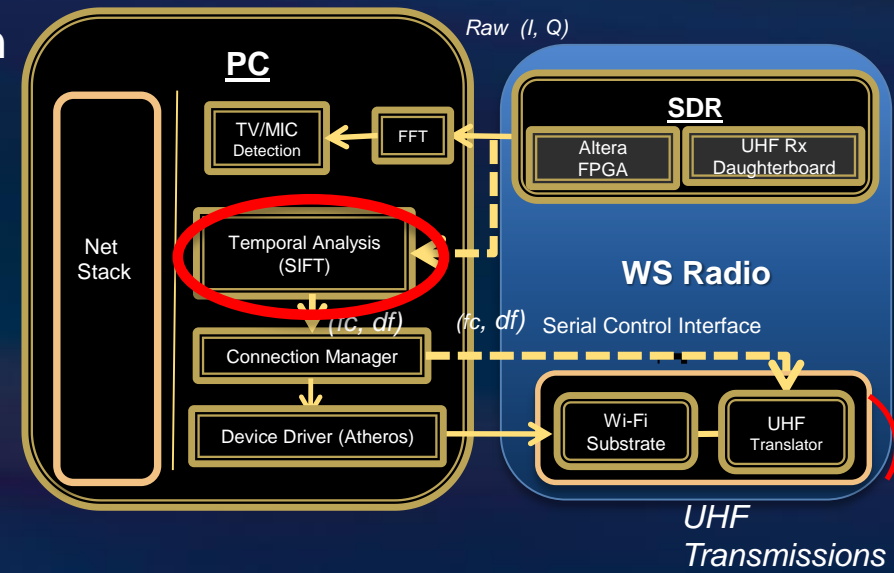 Raw (I, Q)
PC
SDR
TV/MIC
Detection
FFT
Altera
FPGA
UHF Rx
Daughterboard
Net
Stack
Temporal Analysis
(SIFT)
WS Radio
(fc, df)
(fc, df)
Serial Control Interface
Connection Manager
Device Driver (Atheros)
Wi-Fi
Substrate
UHF
Translator
UHF
Transmissions